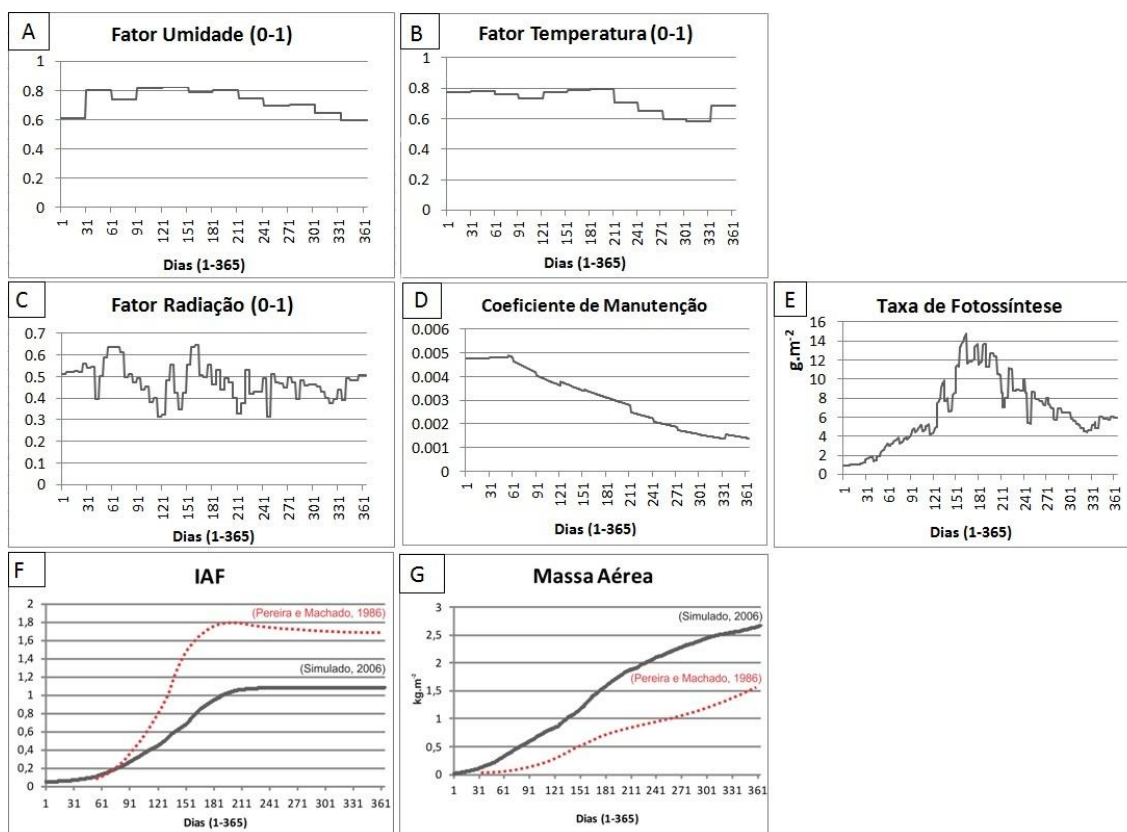 A
Fator Umidade (0-1)
1
0.8
0.6
0.4
0.2
0
1 31 61 91 121 151 181 211 241 271 301 331 361
Dias (1-365)
B
Fator Temperatura (0-1)
1
0.8
0.6
0.4
0.2
0
1 31 61 91 121 151 181 211 241 271 301 331 361
Dias (1-365)
C
Fator Radiação (0-1)
0.7
0.6
0.5
0.4
0.3
0.2
0.1
0
1 31 61 91 121 151 181 211 241 271 301 331 361
Dias (1-365)
D
Coeficiente de Manutenção
0.006
0.005
0.004
0.003
0.002
0.001
0
1 31 61 91 121 151 181 211 241 271 301 331 361
Dias (1-365)
E
Taxa de Fotossíntese
g.m-²
16
14
12
10
8
6
4
2
0
1 31 61 91 121 151 181 211 241 271 301 331 361
Dias (1-365)
F
IAF
2
1,8
1,6
1,4
1,2
1
0,8
0,6
0,4
0,2
0
(Pereira e Machado, 1986)
(Simulado, 2006)
1 31 61 91 121 151 181 211 241 271 301 331 361
Dias (1-365)
G
Massa Aérea
kg.m-²
3
2,5
2
1,5
1
0,5
0
(Simulado, 2006)
(Pereira e Machado, 1986)
1 31 61 91 121 151 181 211 241 271 301 331 361
Dias (1-365)